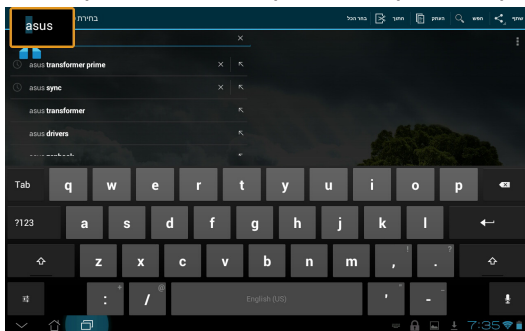 בחירת
בחר הכל
חתוך
העתק
חפש
שתף
asus
asus transformer prime
asus sync
asus transformer
asus drivers
Tab q w e r t y u i o p
?123 a s d f g h j k l
z x c v b n m , ! . ?
: + / @ English (US) ' " - _
7:35